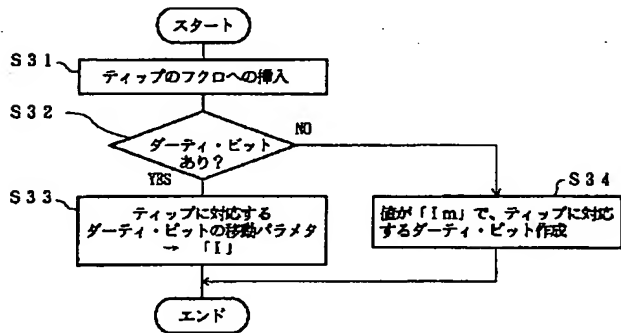 スタート
S31
ティップのフクロへの挿入
S32
ダーティ・ビット
あり?
NO
YES
S33
ティップに対応する
ダーティ・ビットの移動パラメタ
→ 「I」
S34
値が「Im」で、ティップに対応
するダーティ・ビット作成
エンド